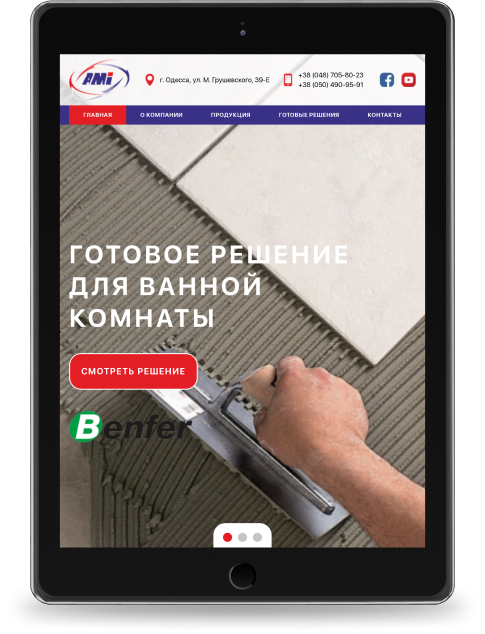 АМІ
г. Одесса, ул. М. Грушевского, 39-Е
+38 (048) 705-80-23
+38 (050) 490-95-91
ГЛАВНАЯ О КОМПАНИИ ПРОДУКЦИЯ ГОТОВЫЕ РЕШЕНИЯ КОНТАКТЫ
ГОТОВОЕ РЕШЕНИЕ
ДЛЯ ВАННОЙ
КОМНАТЫ
СМОТРЕТЬ РЕШЕНИЕ
Benfer